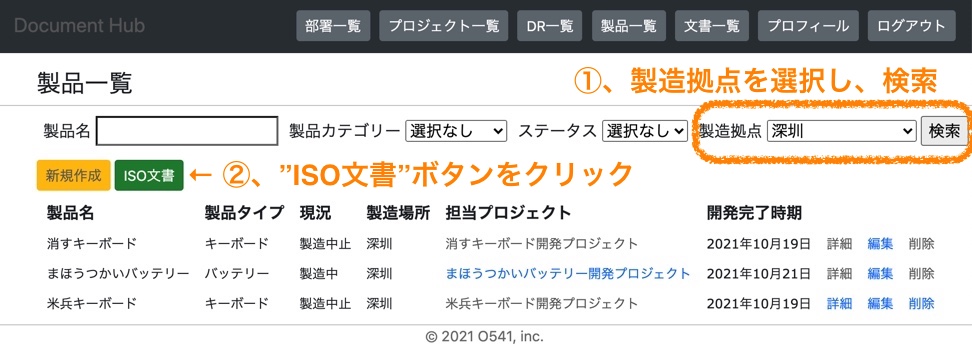 Document Hub 部署一覧 プロジェクト一覧 DR一覧 製品一覧 文書一覧 プロフィール ログアウト
製品一覧 ①、製造拠点を選択し、検索
製品名 製品カテゴリー 選択なし ステータス 選択なし 製造拠点 深圳 検索
新規作成 ISO文書 ← ②、”ISO文書”ボタンをクリック
製品名 製品タイプ 現況 製造場所 担当プロジェクト 開発完了時期
消すキーボード キーボード 製造中止 深圳 消すキーボード開発プロジェクト 2021年10月19日 詳細 編集 削除
まほうつかいバッテリー バッテリー 製造中 深圳 まほうつかいバッテリー開発プロジェクト 2021年10月21日 詳細 編集 削除
米兵キーボード キーボード 製造中止 深圳 米兵キーボード開発プロジェクト 2021年10月19日 詳細 編集 削除
© 2021 O541, inc.